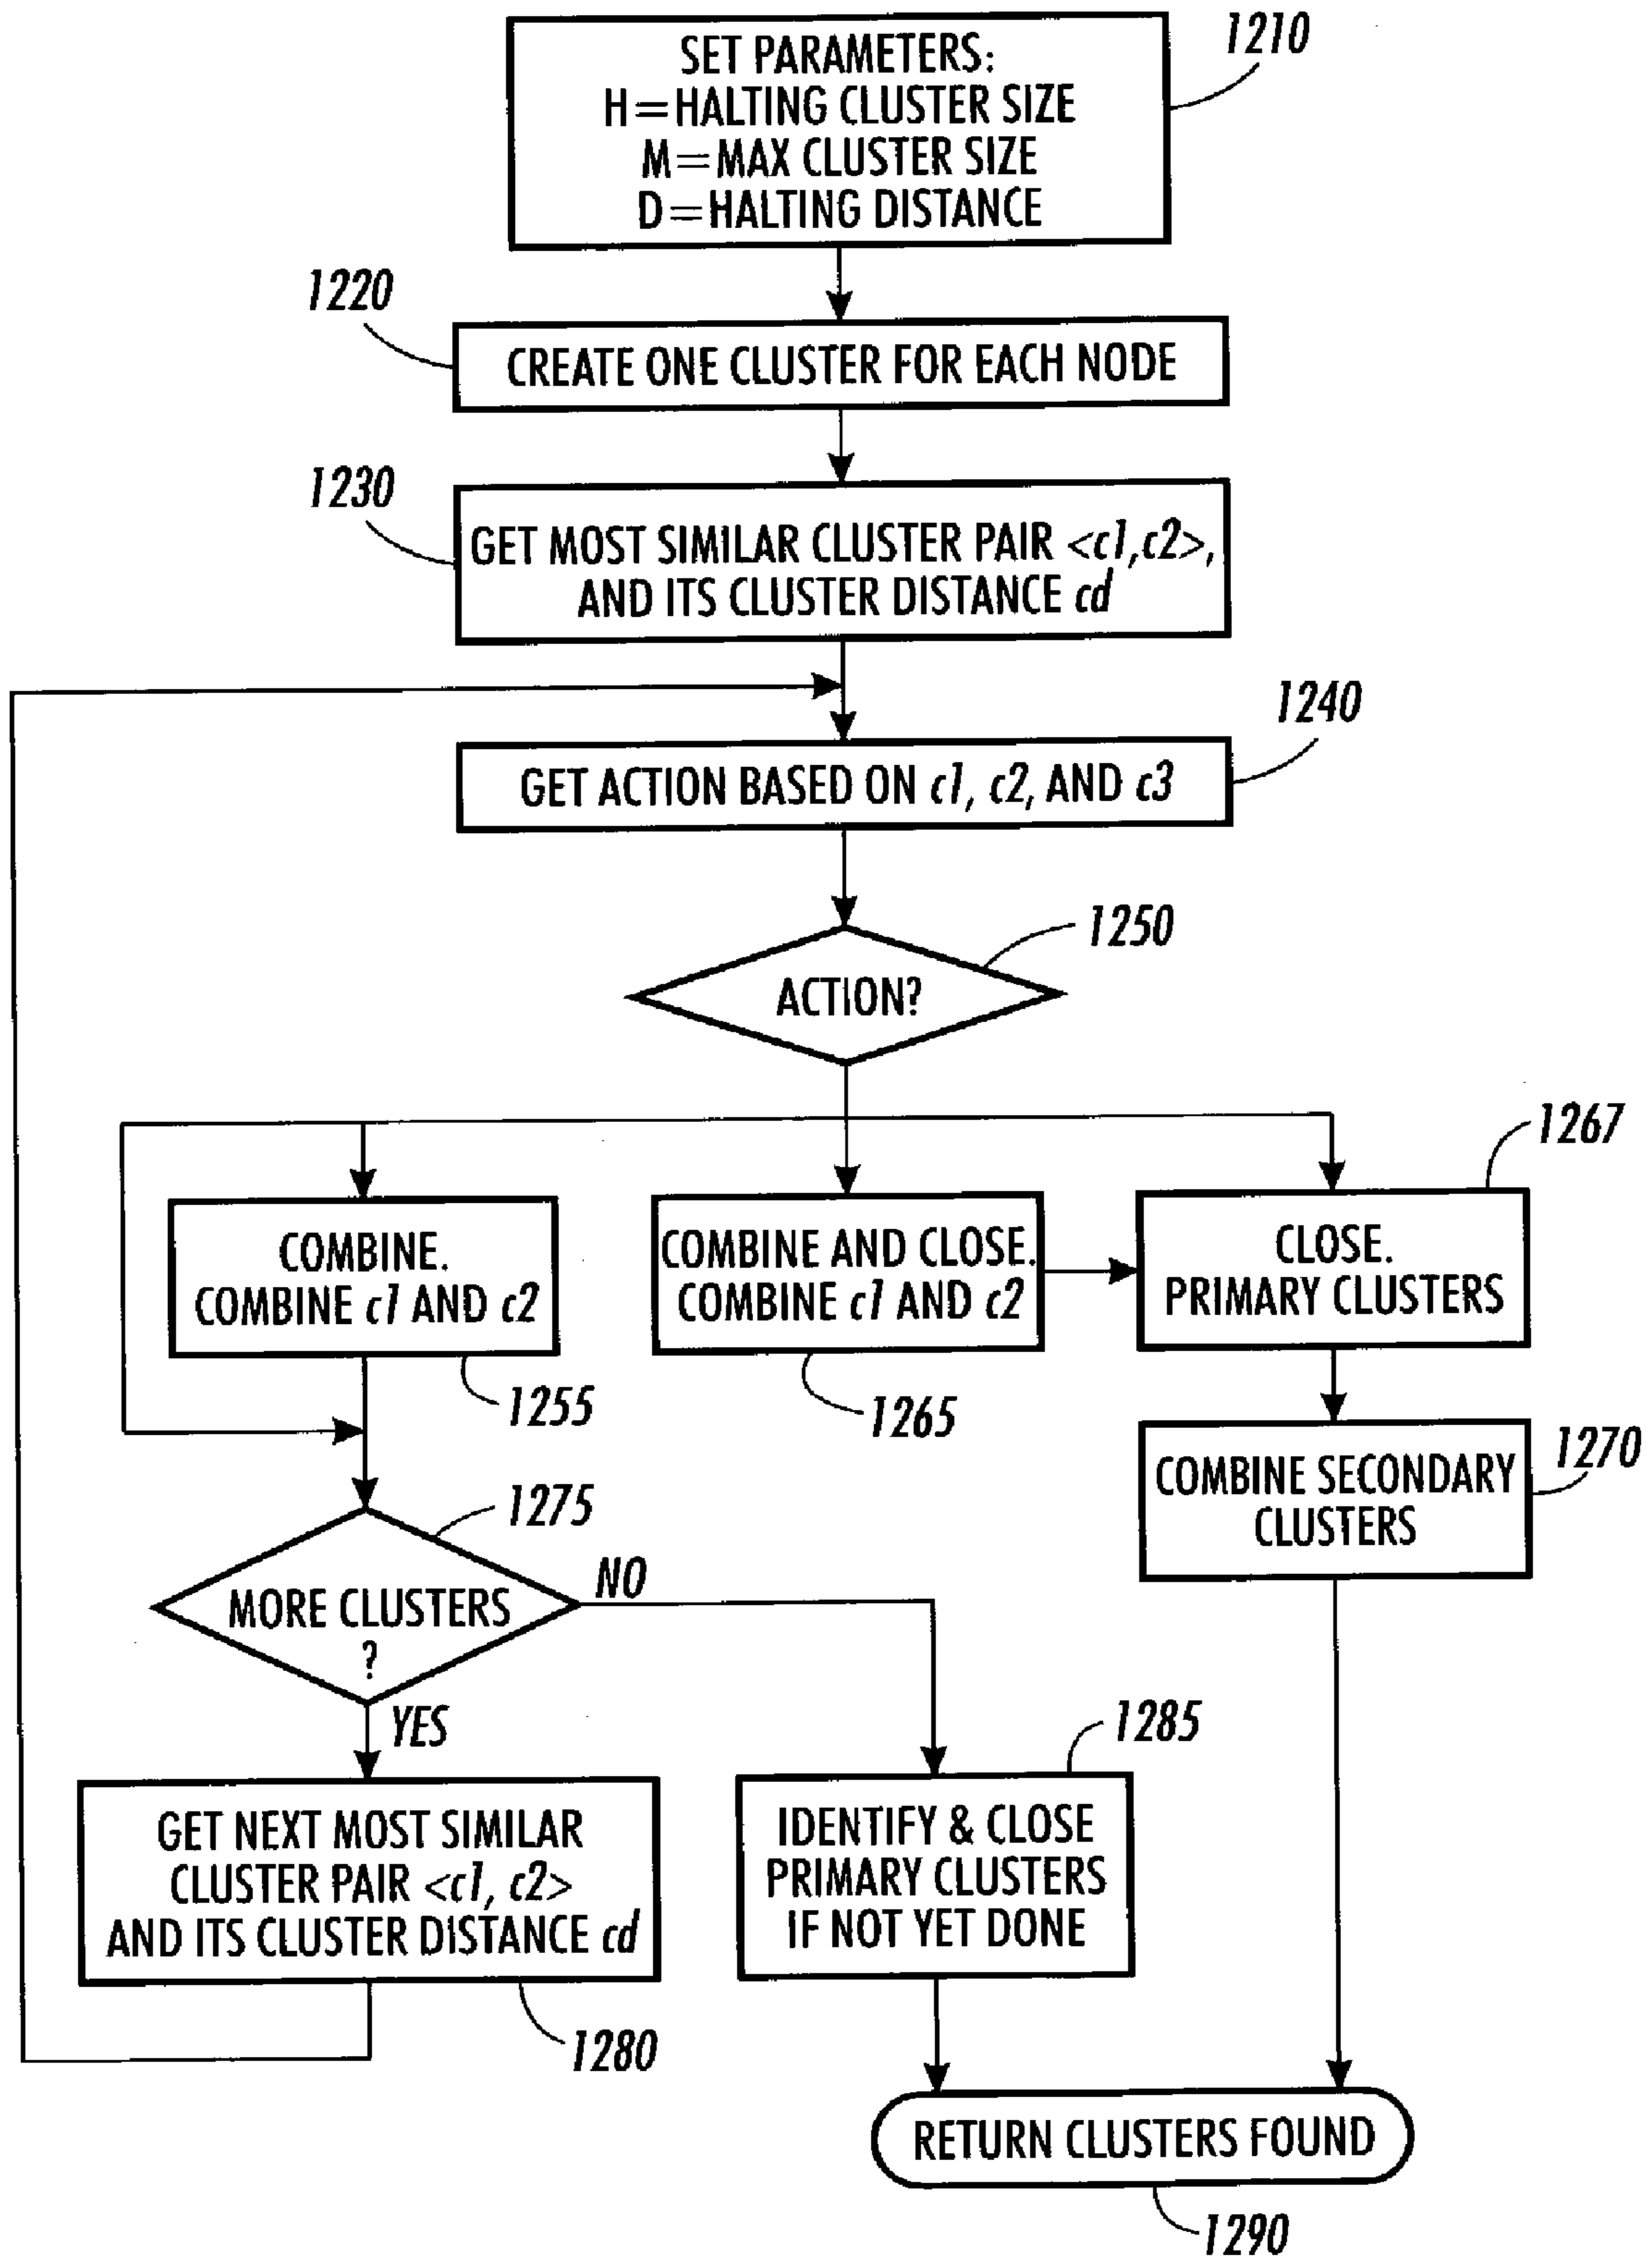 1210
SET PARAMETERS:
H=HALTING CLUSTER SIZE
M=MAX CLUSTER SIZE
D=HALTING DISTANCE
1220
CREATE ONE CLUSTER FOR EACH NODE
1230
GET MOST SIMILAR CLUSTER PAIR <c1,c2>,
AND ITS CLUSTER DISTANCE cd
1240
GET ACTION BASED ON c1, c2, AND c3
1250
ACTION?
1267
COMBINE.
COMBINE c1 AND c2
1255
COMBINE AND CLOSE.
COMBINE c1 AND c2
1265
CLOSE.
PRIMARY CLUSTERS
1270
COMBINE SECONDARY
CLUSTERS
1275
MORE CLUSTERS
?
NO
YES
1285
GET NEXT MOST SIMILAR
CLUSTER PAIR <c1, c2>
AND ITS CLUSTER DISTANCE cd
1280
IDENTIFY & CLOSE
PRIMARY CLUSTERS
IF NOT YET DONE
RETURN CLUSTERS FOUND
1290